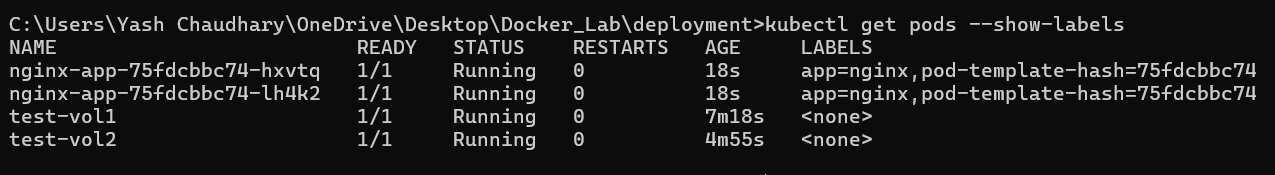 C:\Users\Yash Chaudhary\OneDrive\Desktop\Docker_Lab\deployment>kubectl get pods --show-labels
NAME                         READY   STATUS    RESTARTS   AGE     LABELS
nginx-app-75fdcbbc74-hxvtq   1/1     Running   0          18s     app=nginx,pod-template-hash=75fdcbbc74
nginx-app-75fdcbbc74-lh4k2   1/1     Running   0          18s     app=nginx,pod-template-hash=75fdcbbc74
test-vol1                    1/1     Running   0          7m18s   <none>
test-vol2                    1/1     Running   0          4m55s   <none>